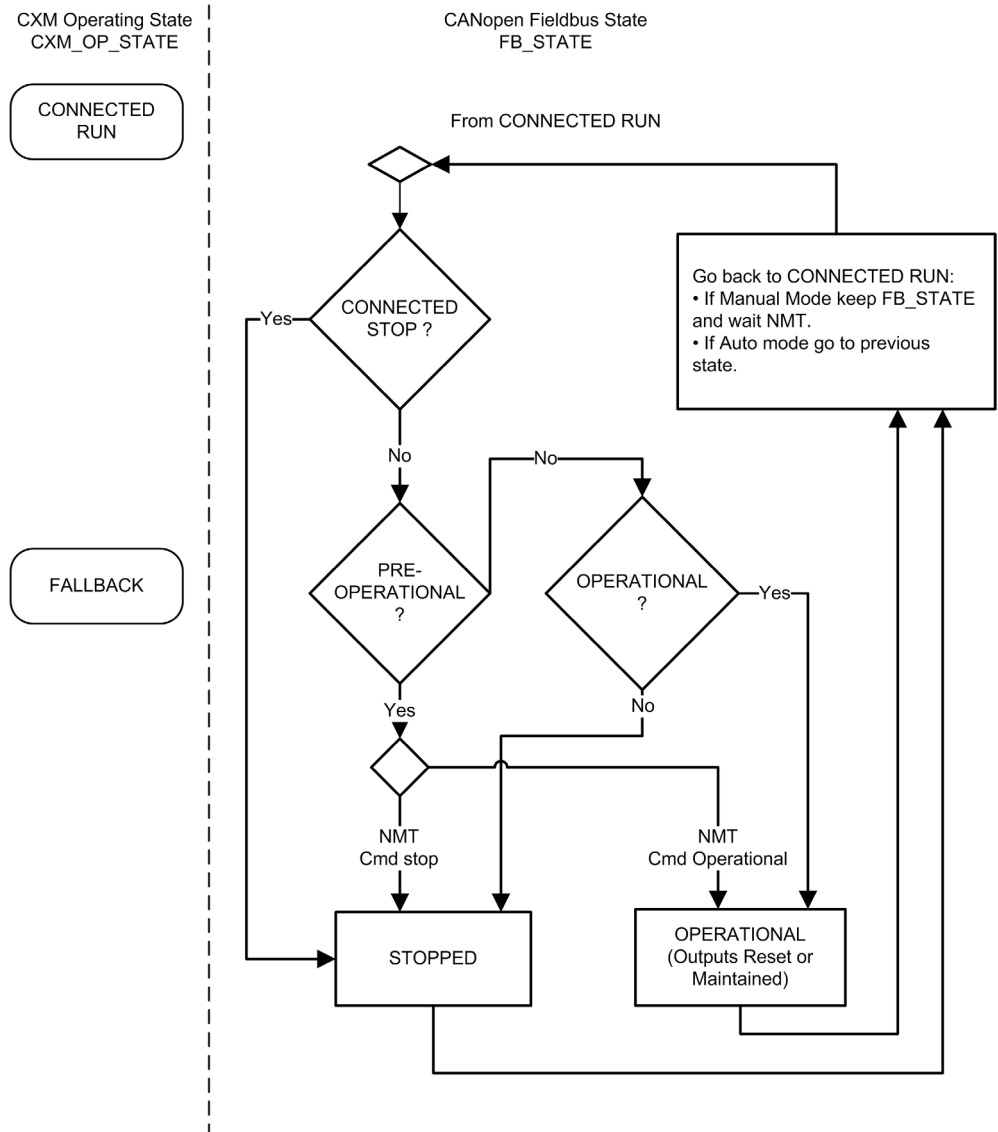 CXM Operating State
CXM_OP_STATE
CANopen Fieldbus State
FB_STATE
CONNECTED
RUN
From CONNECTED RUN
Go back to CONNECTED RUN:
• If Manual Mode keep FB_STATE
and wait NMT.
• If Auto mode go to previous
state.
CONNECTED
STOP ?
Yes
No
No
FALLBACK
PRE-
OPERATIONAL
?
OPERATIONAL
?
Yes
Yes
No
NMT
Cmd stop
NMT
Cmd Operational
STOPPED
OPERATIONAL
(Outputs Reset or
Maintained)